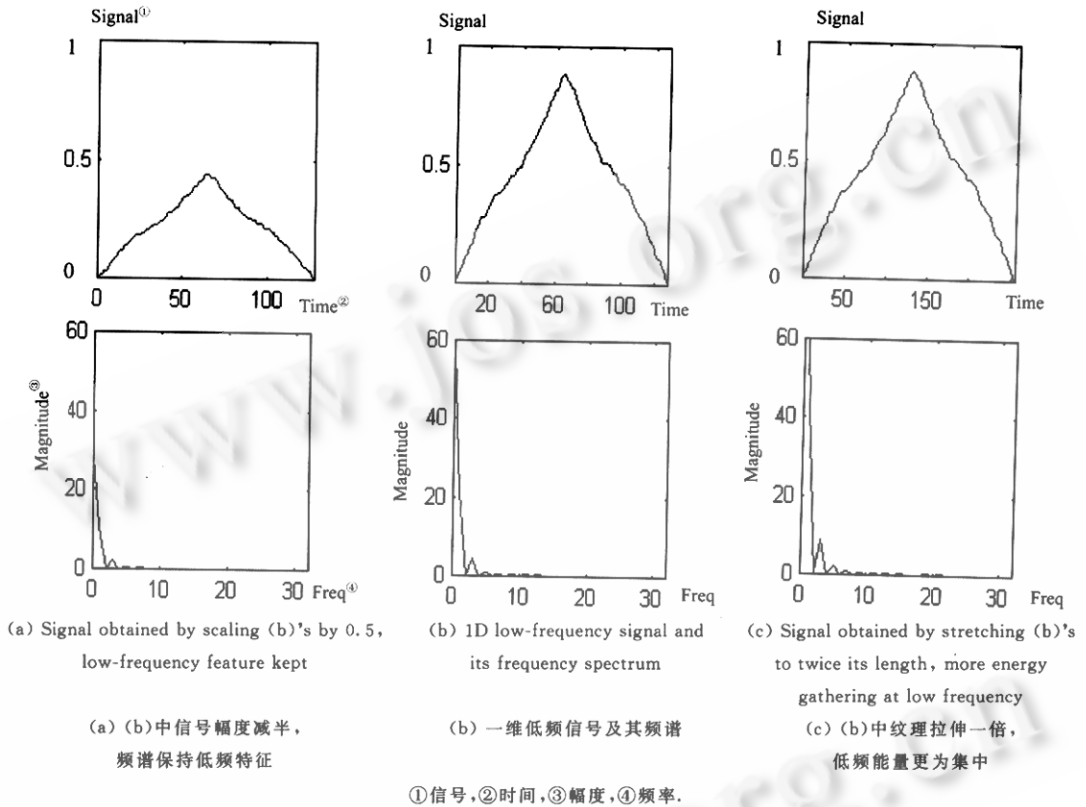 Signal①
1
0.5
0
0 50 100 Time②
Signal
1
0.5
0
20 60 100 Time
Signal
1
0.5
0
50 150 Time
Magnitude③
60
40
20
0
0 10 20 30 Freq④
Magnitude
60
40
20
0
0 10 20 30 Freq
Magnitude
60
40
20
0
0 10 20 30 Freq
(a) Signal obtained by scaling (b)'s by 0.5,
low-frequency feature kept
(b) 1D low-frequency signal and
its frequency spectrum
(c) Signal obtained by stretching (b)'s
to twice its length, more energy
gathering at low frequency
(a) (b)中信号幅度减半,
频谱保持低频特征
(b) 一维低频信号及其频谱
(c) (b)中纹理拉伸一倍,
低频能量更为集中
①信号,②时间,③幅度,④频率.
www.jos.org.cn
org.cn